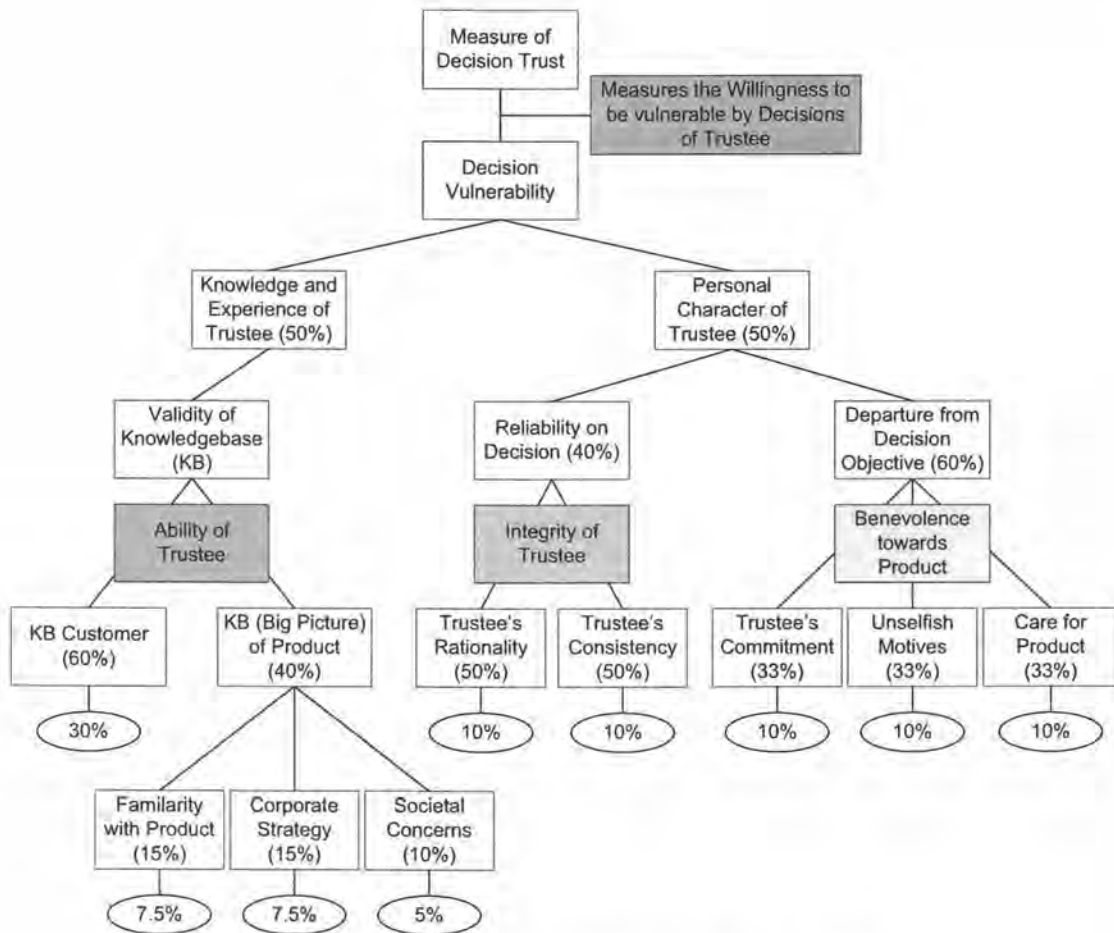 Measure of
Decision Trust
Measures the Willingness to
be vulnerable by Decisions
of Trustee
Decision
Vulnerability
Knowledge and
Experience of
Trustee (50%)
Personal
Character of
Trustee (50%)
Validity of
Knowledgebase
(KB)
Reliability on
Decision (40%)
Departure from
Decision
Objective (60%)
Ability of
Trustee
Integrity of
Trustee
Benevolence
towards
Product
KB Customer
(60%)
KB (Big Picture)
of Product
(40%)
Trustee's
Rationality
(50%)
Trustee's
Consistency
(50%)
Trustee's
Commitment
(33%)
Unselfish
Motives
(33%)
Care for
Product
(33%)
30%
10%
10%
10%
10%
10%
Familarity
with Product
(15%)
Corporate
Strategy
(15%)
Societal
Concerns
(10%)
7.5%
7.5%
5%